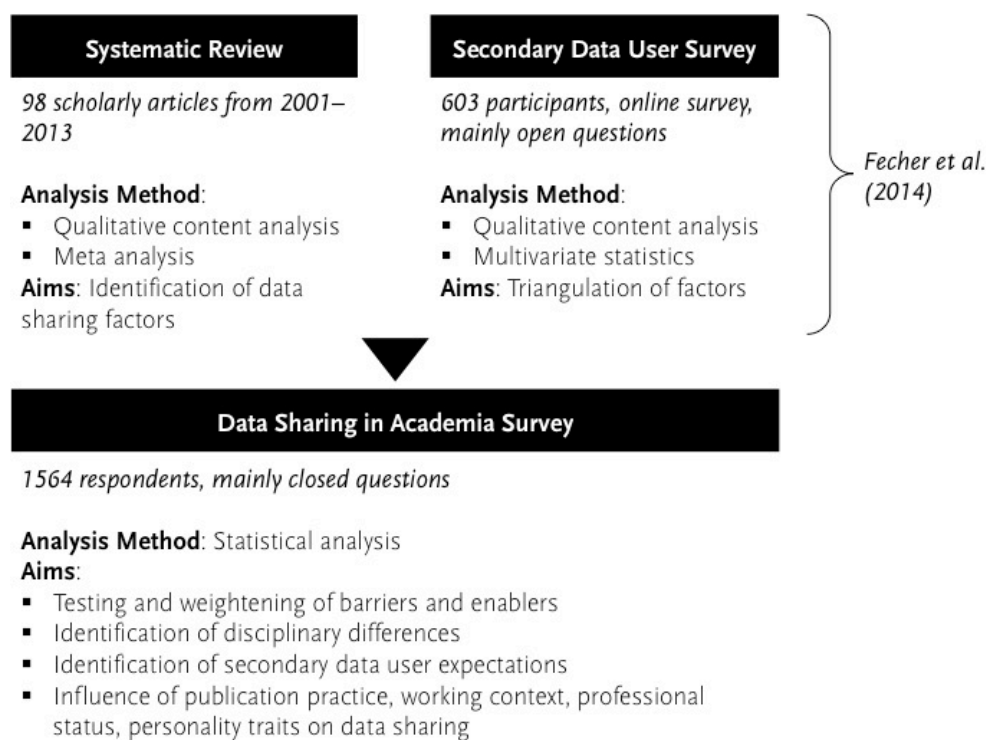 Systematic Review
98 scholarly articles from 2001–
2013
Analysis Method:
▪ Qualitative content analysis
▪ Meta analysis
Aims: Identification of data
sharing factors
Secondary Data User Survey
603 participants, online survey,
mainly open questions
Analysis Method:
▪ Qualitative content analysis
▪ Multivariate statistics
Aims: Triangulation of factors
Fecher et al.
(2014)
Data Sharing in Academia Survey
1564 respondents, mainly closed questions
Analysis Method: Statistical analysis
Aims:
▪ Testing and weightening of barriers and enablers
▪ Identification of disciplinary differences
▪ Identification of secondary data user expectations
▪ Influence of publication practice, working context, professional
status, personality traits on data sharing